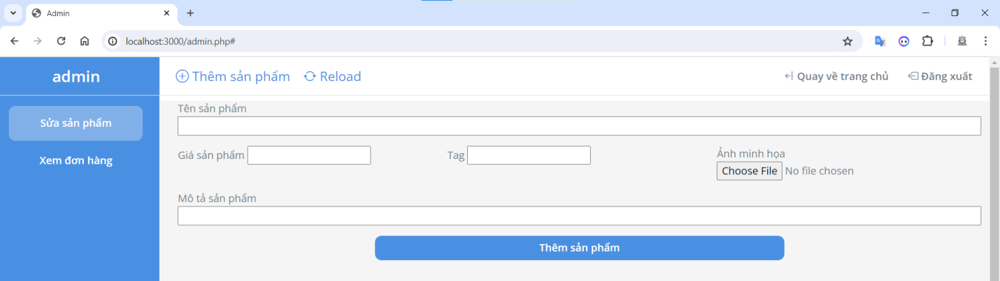 Admin
localhost:3000/admin.php#
admin
Thêm sản phẩm Reload Quay về trang chủ Đăng xuất
Sửa sản phẩm
Xem đơn hàng
Tên sản phẩm
Giá sản phẩm Tag Ảnh minh họa
Choose File No file chosen
Mô tả sản phẩm
Thêm sản phẩm